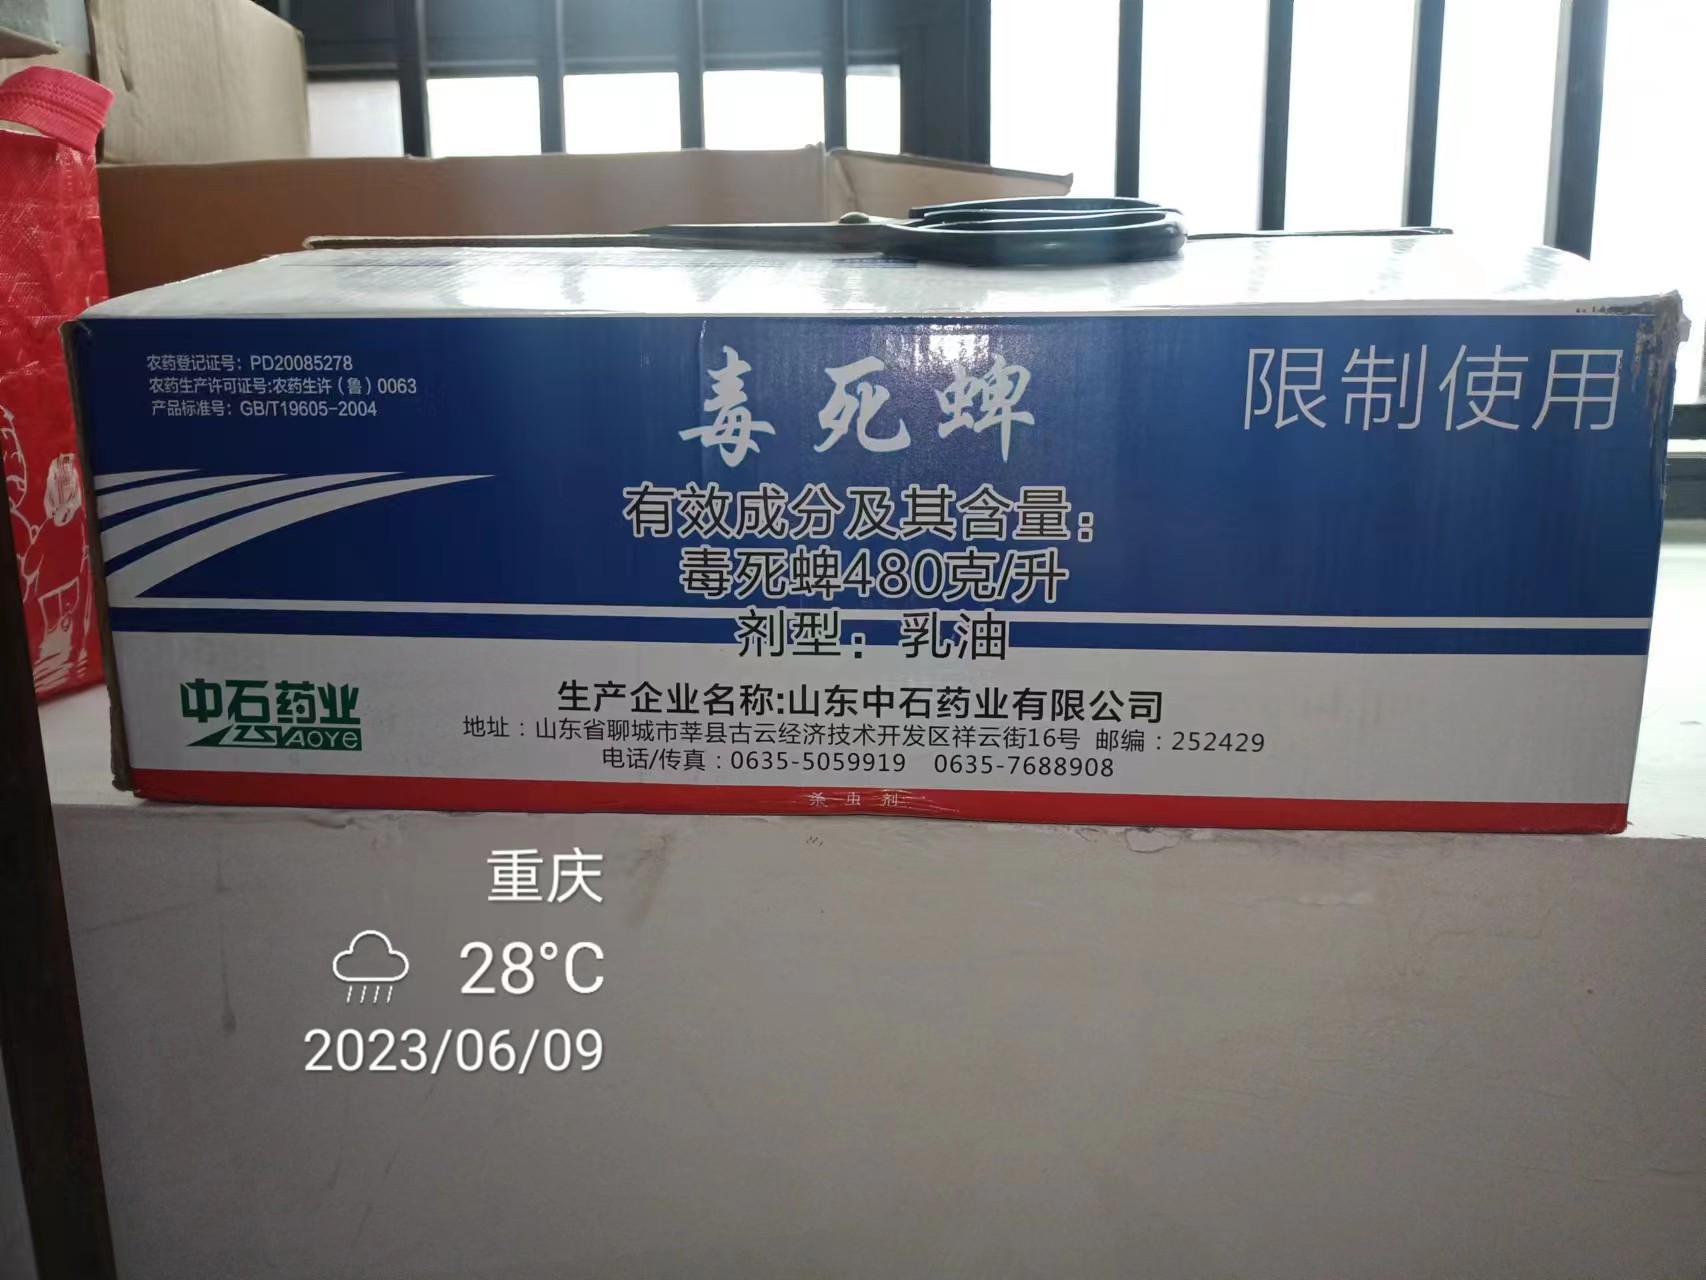 农药登记证号：PD20085278
农药生产许可证号:农药生许（鲁）0063
产品标准号：GB/T19605-2004
毒死蜱
限制使用
有效成分及其含量：
毒死蜱480克/升
剂型：乳油
中石药业
YAOYE
生产企业名称:山东中石药业有限公司
地址：山东省聊城市莘县古云经济技术开发区祥云街16号 邮编：252429
电话/传真：0635-5059919 0635-7688908
杀虫剂
重庆
28°C
2023/06/09